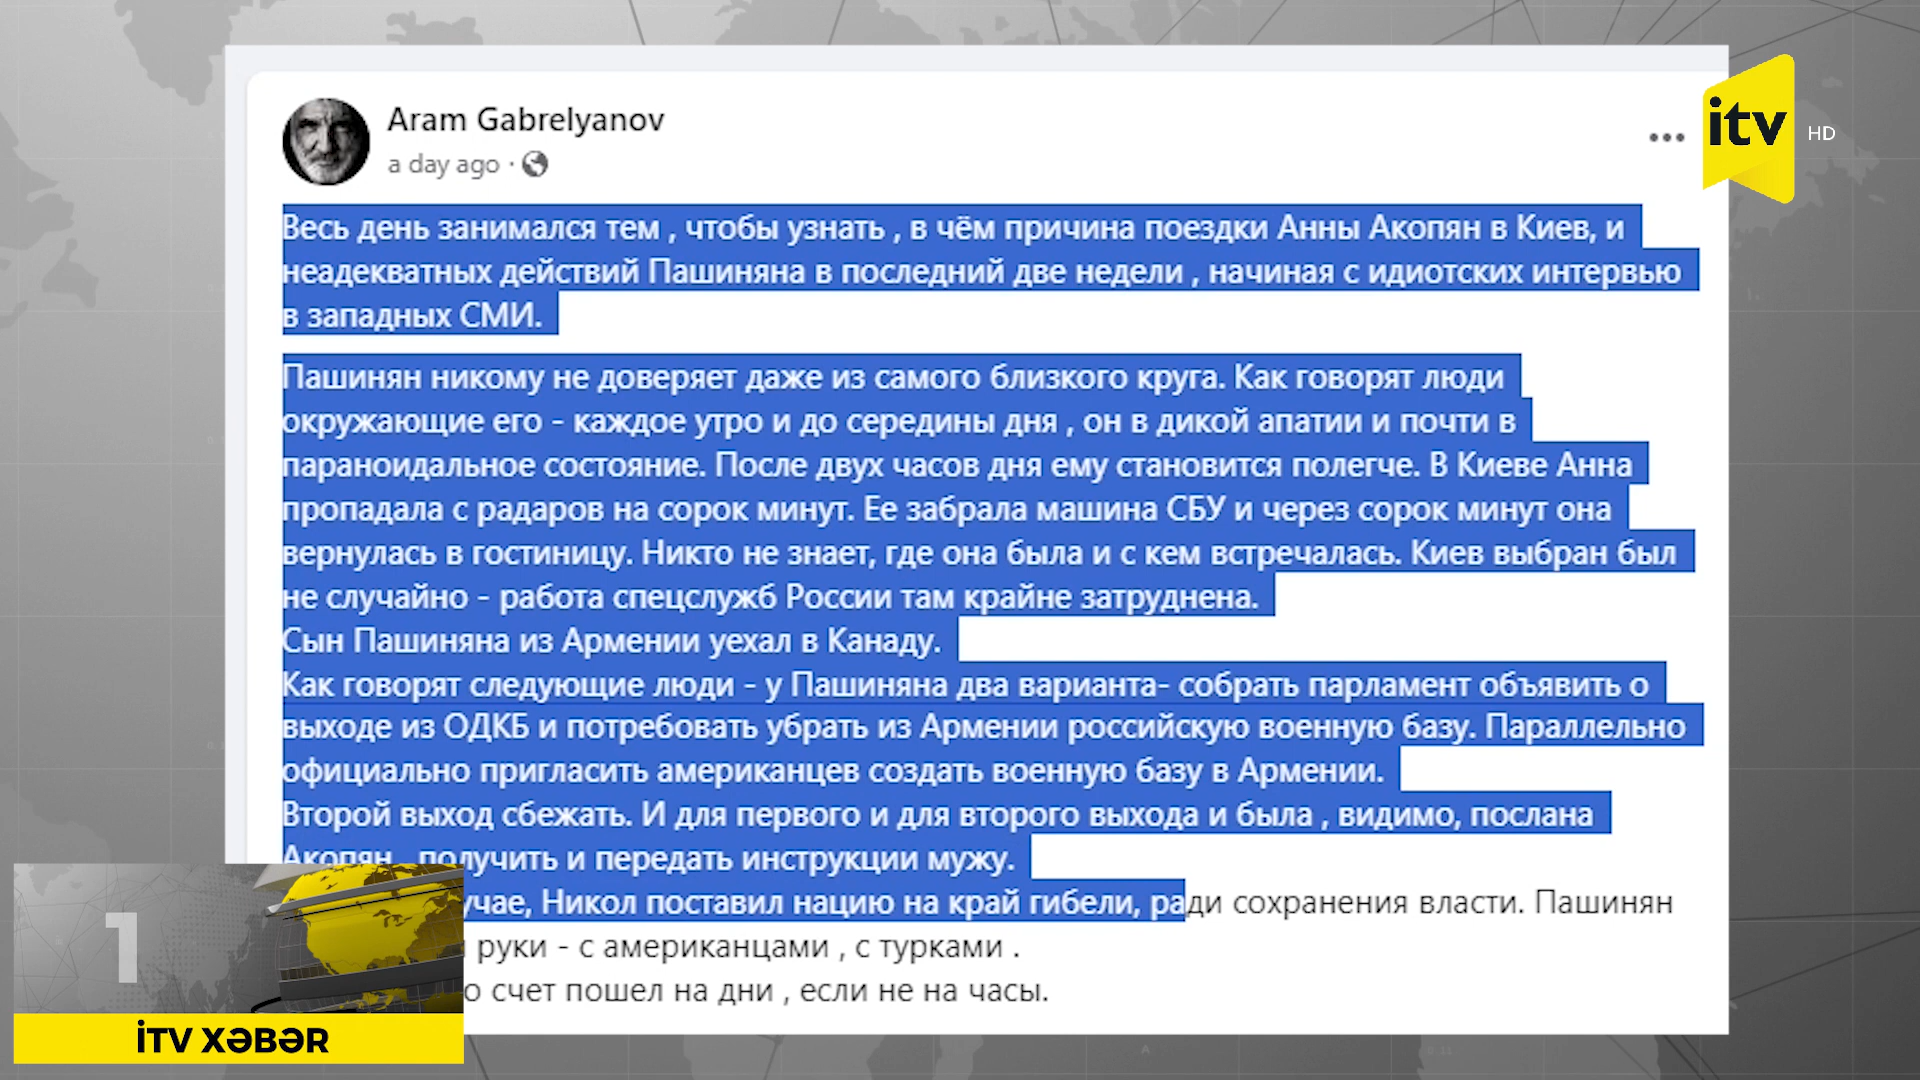 Aram Gabrelyanov
a day ago ·
itv HD
Весь день занимался тем , чтобы узнать , в чём причина поездки Анны Акопян в Киев, и
неадекватных действий Пашиняна в последний две недели , начиная с идиотских интервью
в западных СМИ.
Пашинян никому не доверяет даже из самого близкого круга. Как говорят люди
окружающие его - каждое утро и до середины дня , он в дикой апатии и почти в
параноидальное состояние. После двух часов дня ему становится полегче. В Киеве Анна
пропадала с радаров на сорок минут. Ее забрала машина СБУ и через сорок минут она
вернулась в гостиницу. Никто не знает, где она была и с кем встречалась. Киев выбран был
не случайно - работа спецслужб России там крайне затруднена.
Сын Пашиняна из Армении уехал в Канаду.
Как говорят следующие люди - у Пашиняна два варианта- собрать парламент объявить о
выходе из ОДКБ и потребовать убрать из Армении российскую военную базу. Параллельно
официально пригласить американцев создать военную базу в Армении.
Второй выход сбежать. И для первого и для второго выхода и была , видимо, послана
Акопян , получить и передать инструкции мужу.
учае, Никол поставил нацию на край гибели, ради сохранения власти. Пашинян
руки - с американцами , с турками .
о счет пошел на дни , если не на часы.
1
İTV XƏBƏR